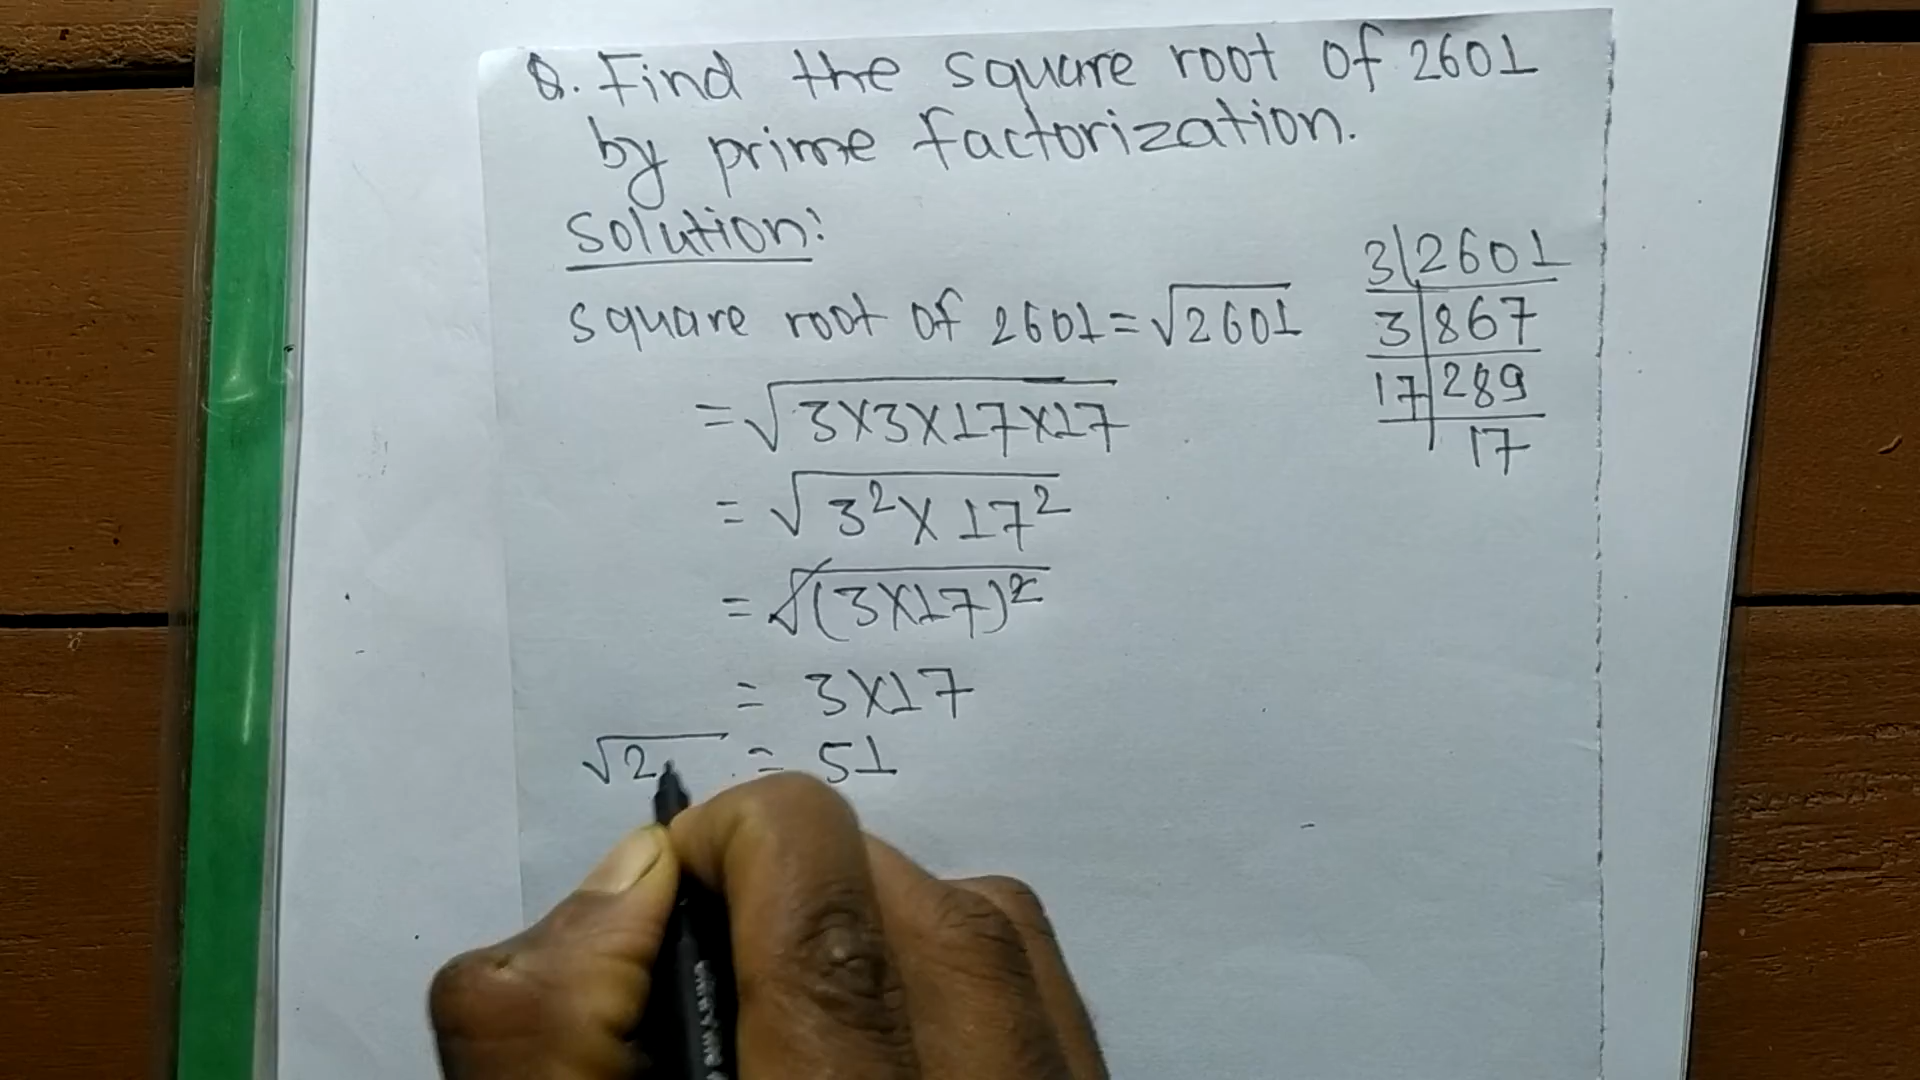 Q. Find the square root of 2601
by prime factorization.
Solution:
square root of 2601 = √2601
= √3×3×17×17
= √3²× 17²
= √(3×17)²
= 3×17
√2 = 51
3 2601
3 867
17 289
17